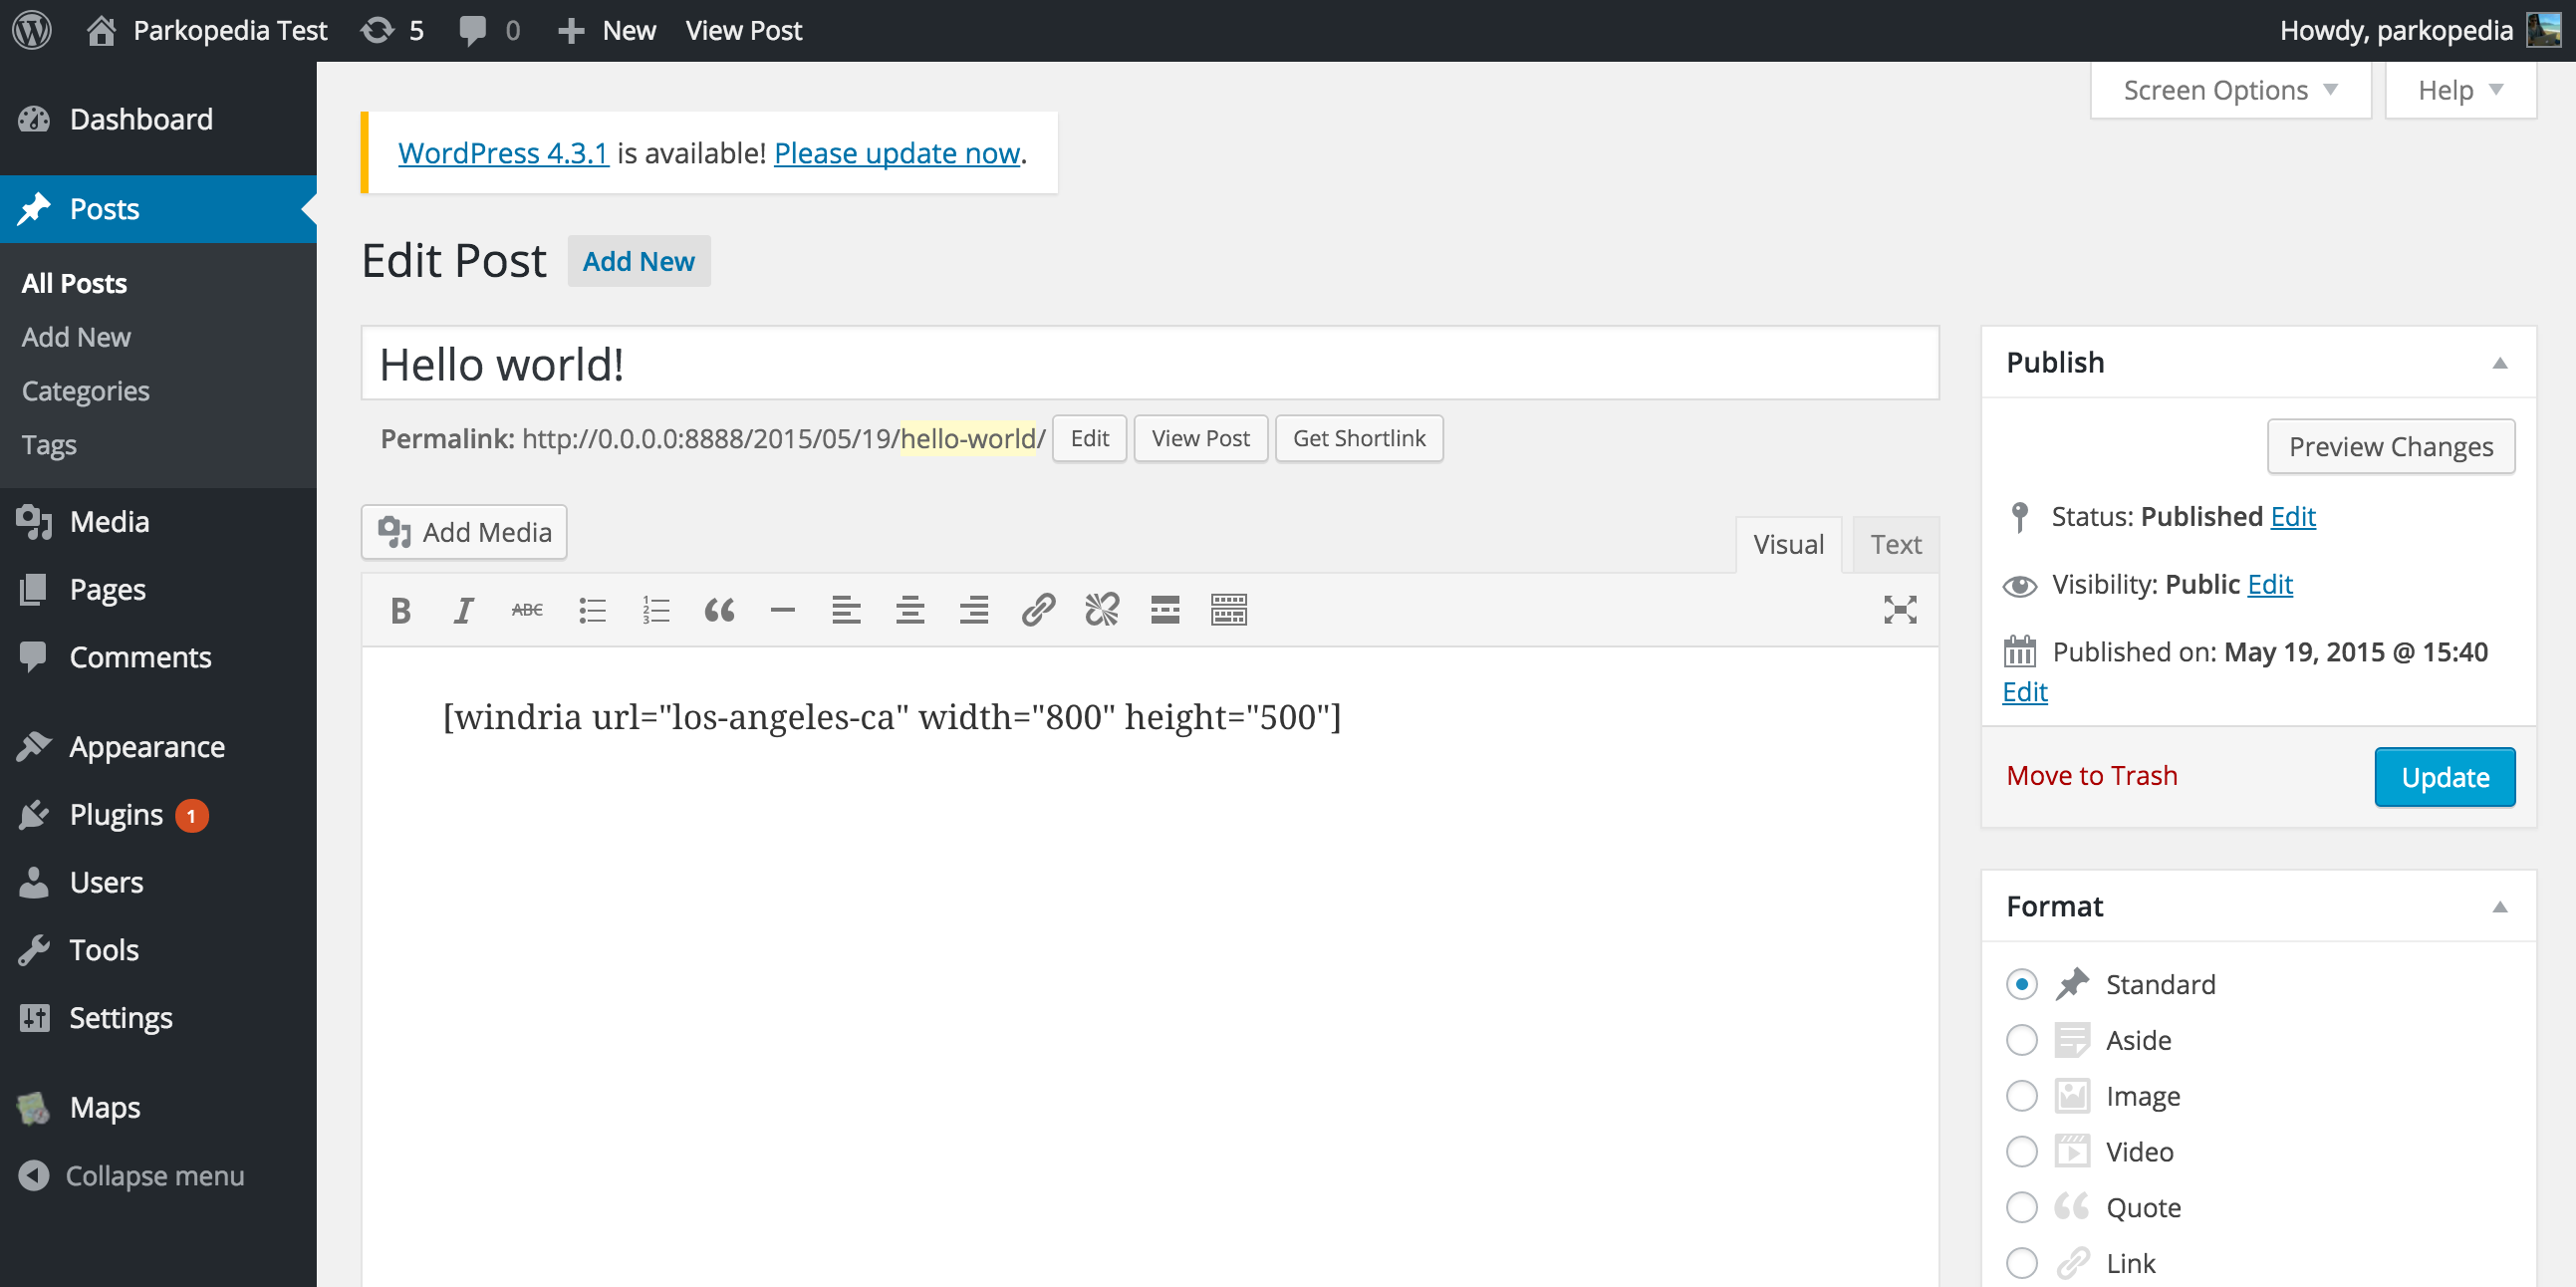 Parkopedia Test 5 0 New View Post Howdy, parkopedia
Screen Options Help
Dashboard
Posts
All Posts
Add New
Categories
Tags
Media
Pages
Comments
Appearance
Plugins 1
Users
Tools
Settings
Maps
Collapse menu
WordPress 4.3.1 is available! Please update now.
Edit Post Add New
Hello world!
Permalink: http://0.0.0.0:8888/2015/05/19/hello-world/ Edit View Post Get Shortlink
Add Media
Visual Text
B I ABC
[windria url="los-angeles-ca" width="800" height="500"]
Publish
Preview Changes
Status: Published Edit
Visibility: Public Edit
Published on: May 19, 2015 @ 15:40
Edit
Move to Trash Update
Format
Standard
Aside
Image
Video
Quote
Link